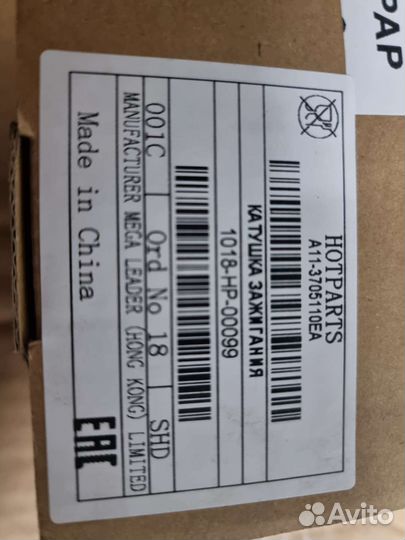 HOTPARTS
A11-3705110EA
КАТУШКА ЗАЖИГАНИЯ
1018-HP-00099
001C Ord No 18 SHD
MANUFACTURER MEGA LEADER (HONG KONG) LIMITED
Made in China
EAC
PAP
Avito